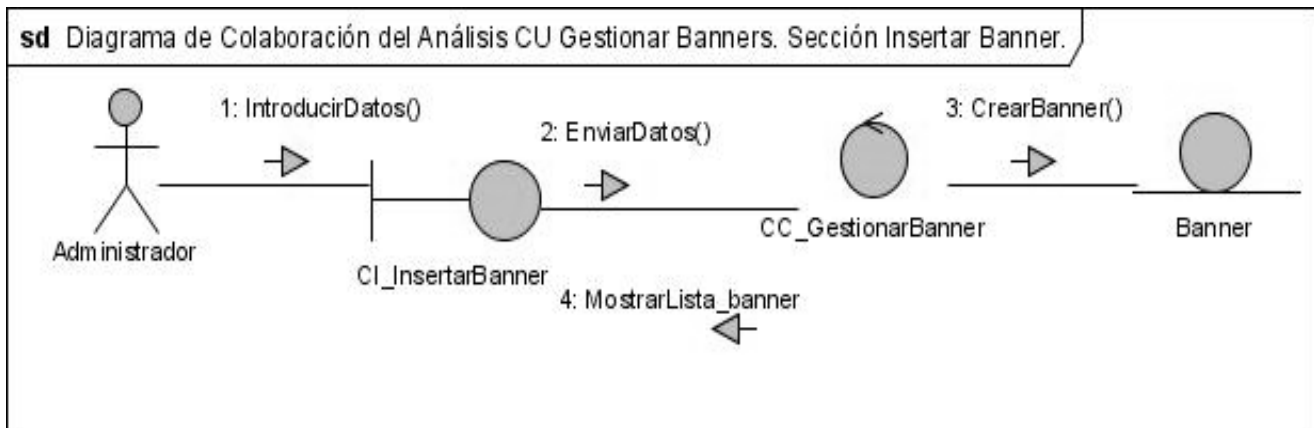 sd Diagrama de Colaboración del Análisis CU Gestionar Banners. Sección Insertar Banner.
1: IntroducirDatos()
2: EnviarDatos()
3: CrearBanner()
Administrador
CI_InsertarBanner
CC_GestionarBanner
Banner
4: MostrarLista_banner